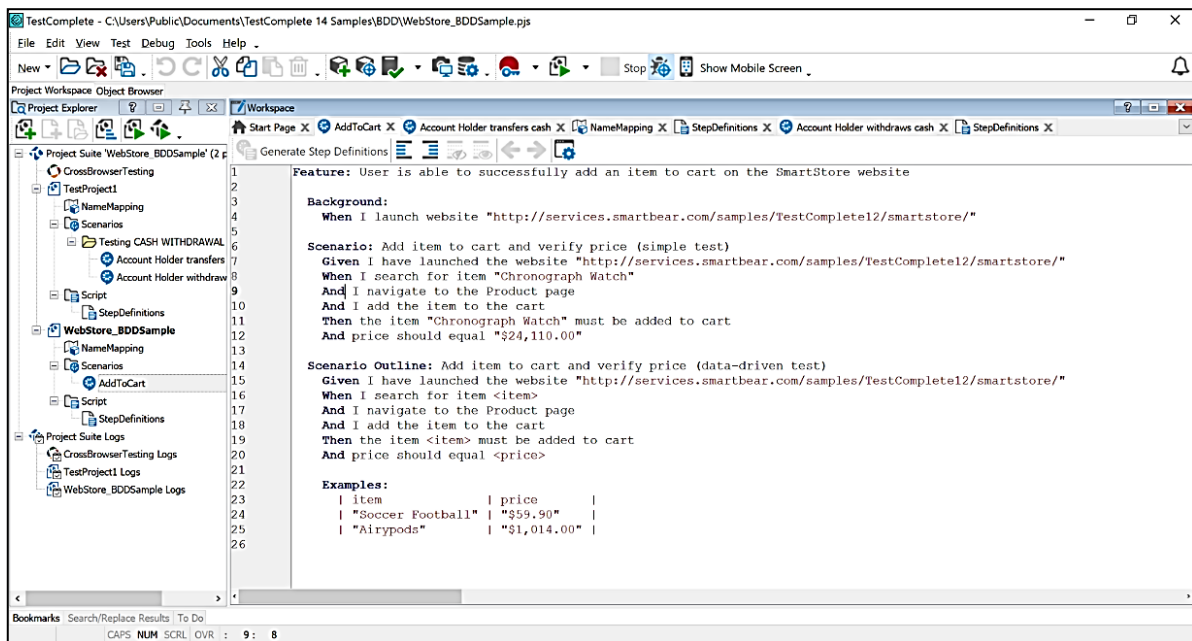 TestComplete - C:\Users\Public\Documents\TestComplete 14 Samples\BDD\WebStore_BDDSample.pjs
File Edit View Test Debug Tools Help
New Stop Show Mobile Screen
Project Workspace Object Browser
Project Explorer
Project Suite 'WebStore_BDDSample' (2 p
CrossBrowserTesting
TestProject1
NameMapping
Scenarios
Testing CASH WITHDRAWAL
Account Holder transfers
Account Holder withdraw
Script
StepDefinitions
WebStore_BDDSample
NameMapping
Scenarios
AddToCart
Script
StepDefinitions
Project Suite Logs
CrossBrowserTesting Logs
TestProject1 Logs
WebStore_BDDSample Logs
Workspace
Start Page X AddToCart X Account Holder transfers cash X NameMapping X StepDefinitions X Account Holder withdraws cash X StepDefinitions X
Generate Step Definitions
1 Feature: User is able to successfully add an item to cart on the SmartStore website
2
3 Background:
4 When I launch website "http://services.smartbear.com/samples/TestComplete12/smartstore/"
5
6 Scenario: Add item to cart and verify price (simple test)
7 Given I have launched the website "http://services.smartbear.com/samples/TestComplete12/smartstore/"
8 When I search for item "Chronograph Watch"
9 And I navigate to the Product page
10 And I add the item to the cart
11 Then the item "Chronograph Watch" must be added to cart
12 And price should equal "$24,110.00"
13
14 Scenario Outline: Add item to cart and verify price (data-driven test)
15 Given I have launched the website "http://services.smartbear.com/samples/TestComplete12/smartstore/"
16 When I search for item <item>
17 And I navigate to the Product page
18 And I add the item to the cart
19 Then the item <item> must be added to cart
20 And price should equal <price>
21
22 Examples:
23 | item | price |
24 | "Soccer Football" | "$59.90" |
25 | "Airypods" | "$1,014.00" |
26
Bookmarks Search/Replace Results To Do
CAPS NUM SCRL OVR : 9: 8